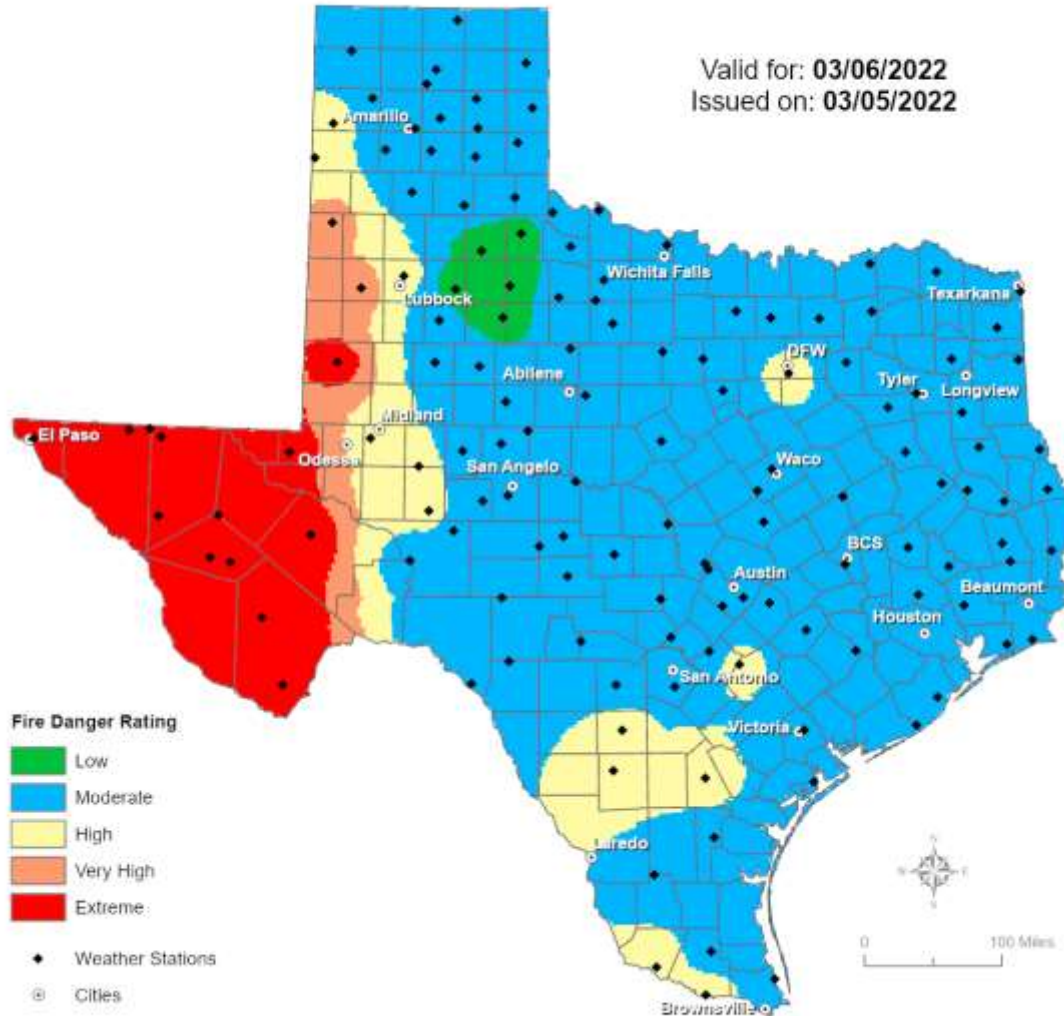 Valid for: 03/06/2022
Issued on: 03/05/2022
Amarillo
Wichita Falls
Lubbock
Texarkana
DFW
Abilene
Tyler
Longview
Midland
El Paso
Odessa
San Angelo
Waco
BCS
Austin
Beaumont
Houston
San Antonio
Victoria
Laredo
Brownsville
Fire Danger Rating
Low
Moderate
High
Very High
Extreme
Weather Stations
Cities
N
W E
S
0 100 Miles